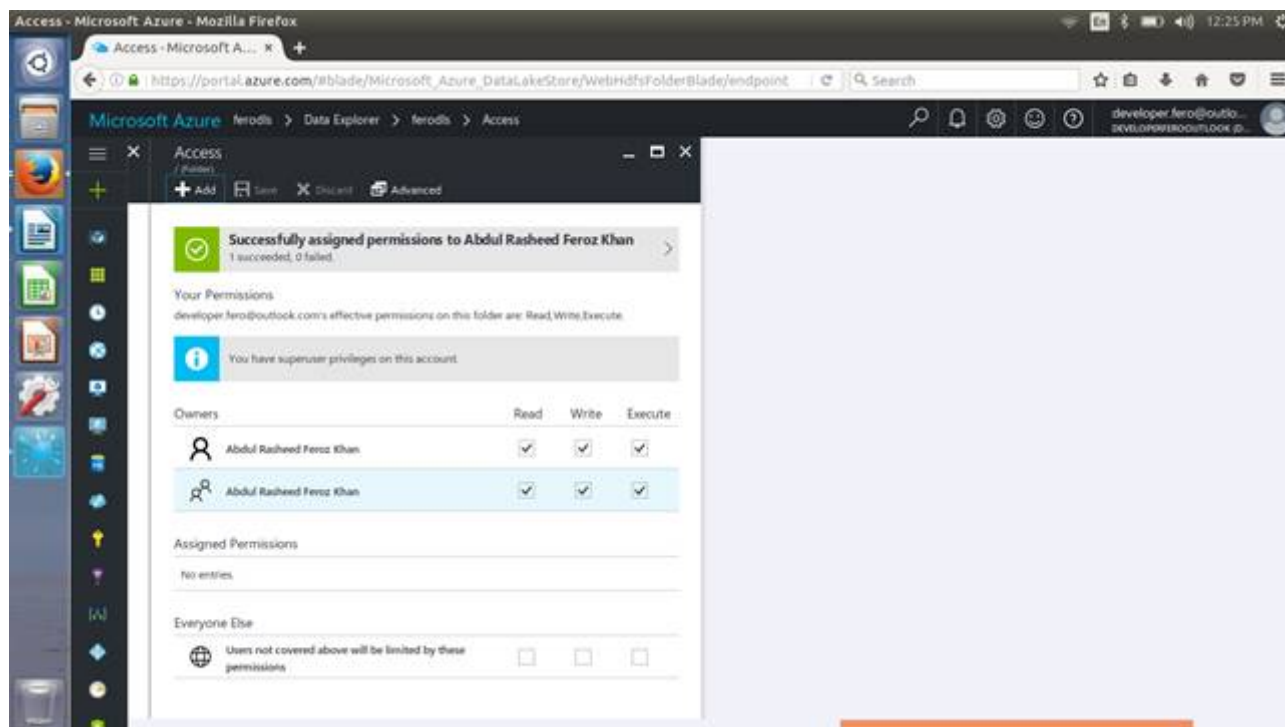 Access - Microsoft Azure - Mozilla Firefox
En 12:25 PM
Access - Microsoft A... × +
https://portal.azure.com/#blade/Microsoft_Azure_DataLakeStore/WebHdfsFolderBlade/endpoint Search
Microsoft Azure ferodls > Data Explorer > ferodls > Access
developer.fero@outlo...
Access
/ (Folder)
Add Save Discard Advanced
Successfully assigned permissions to Abdul Rasheed Feroz Khan
1 succeeded, 0 failed.
Your Permissions
developer.fero@outlook.com's effective permissions on this folder are: Read,Write,Execute.
You have superuser privileges on this account.
Owners Read Write Execute
Abdul Rasheed Feroz Khan
Abdul Rasheed Feroz Khan
Assigned Permissions
No entries.
Everyone Else
Users not covered above will be limited by these
permissions